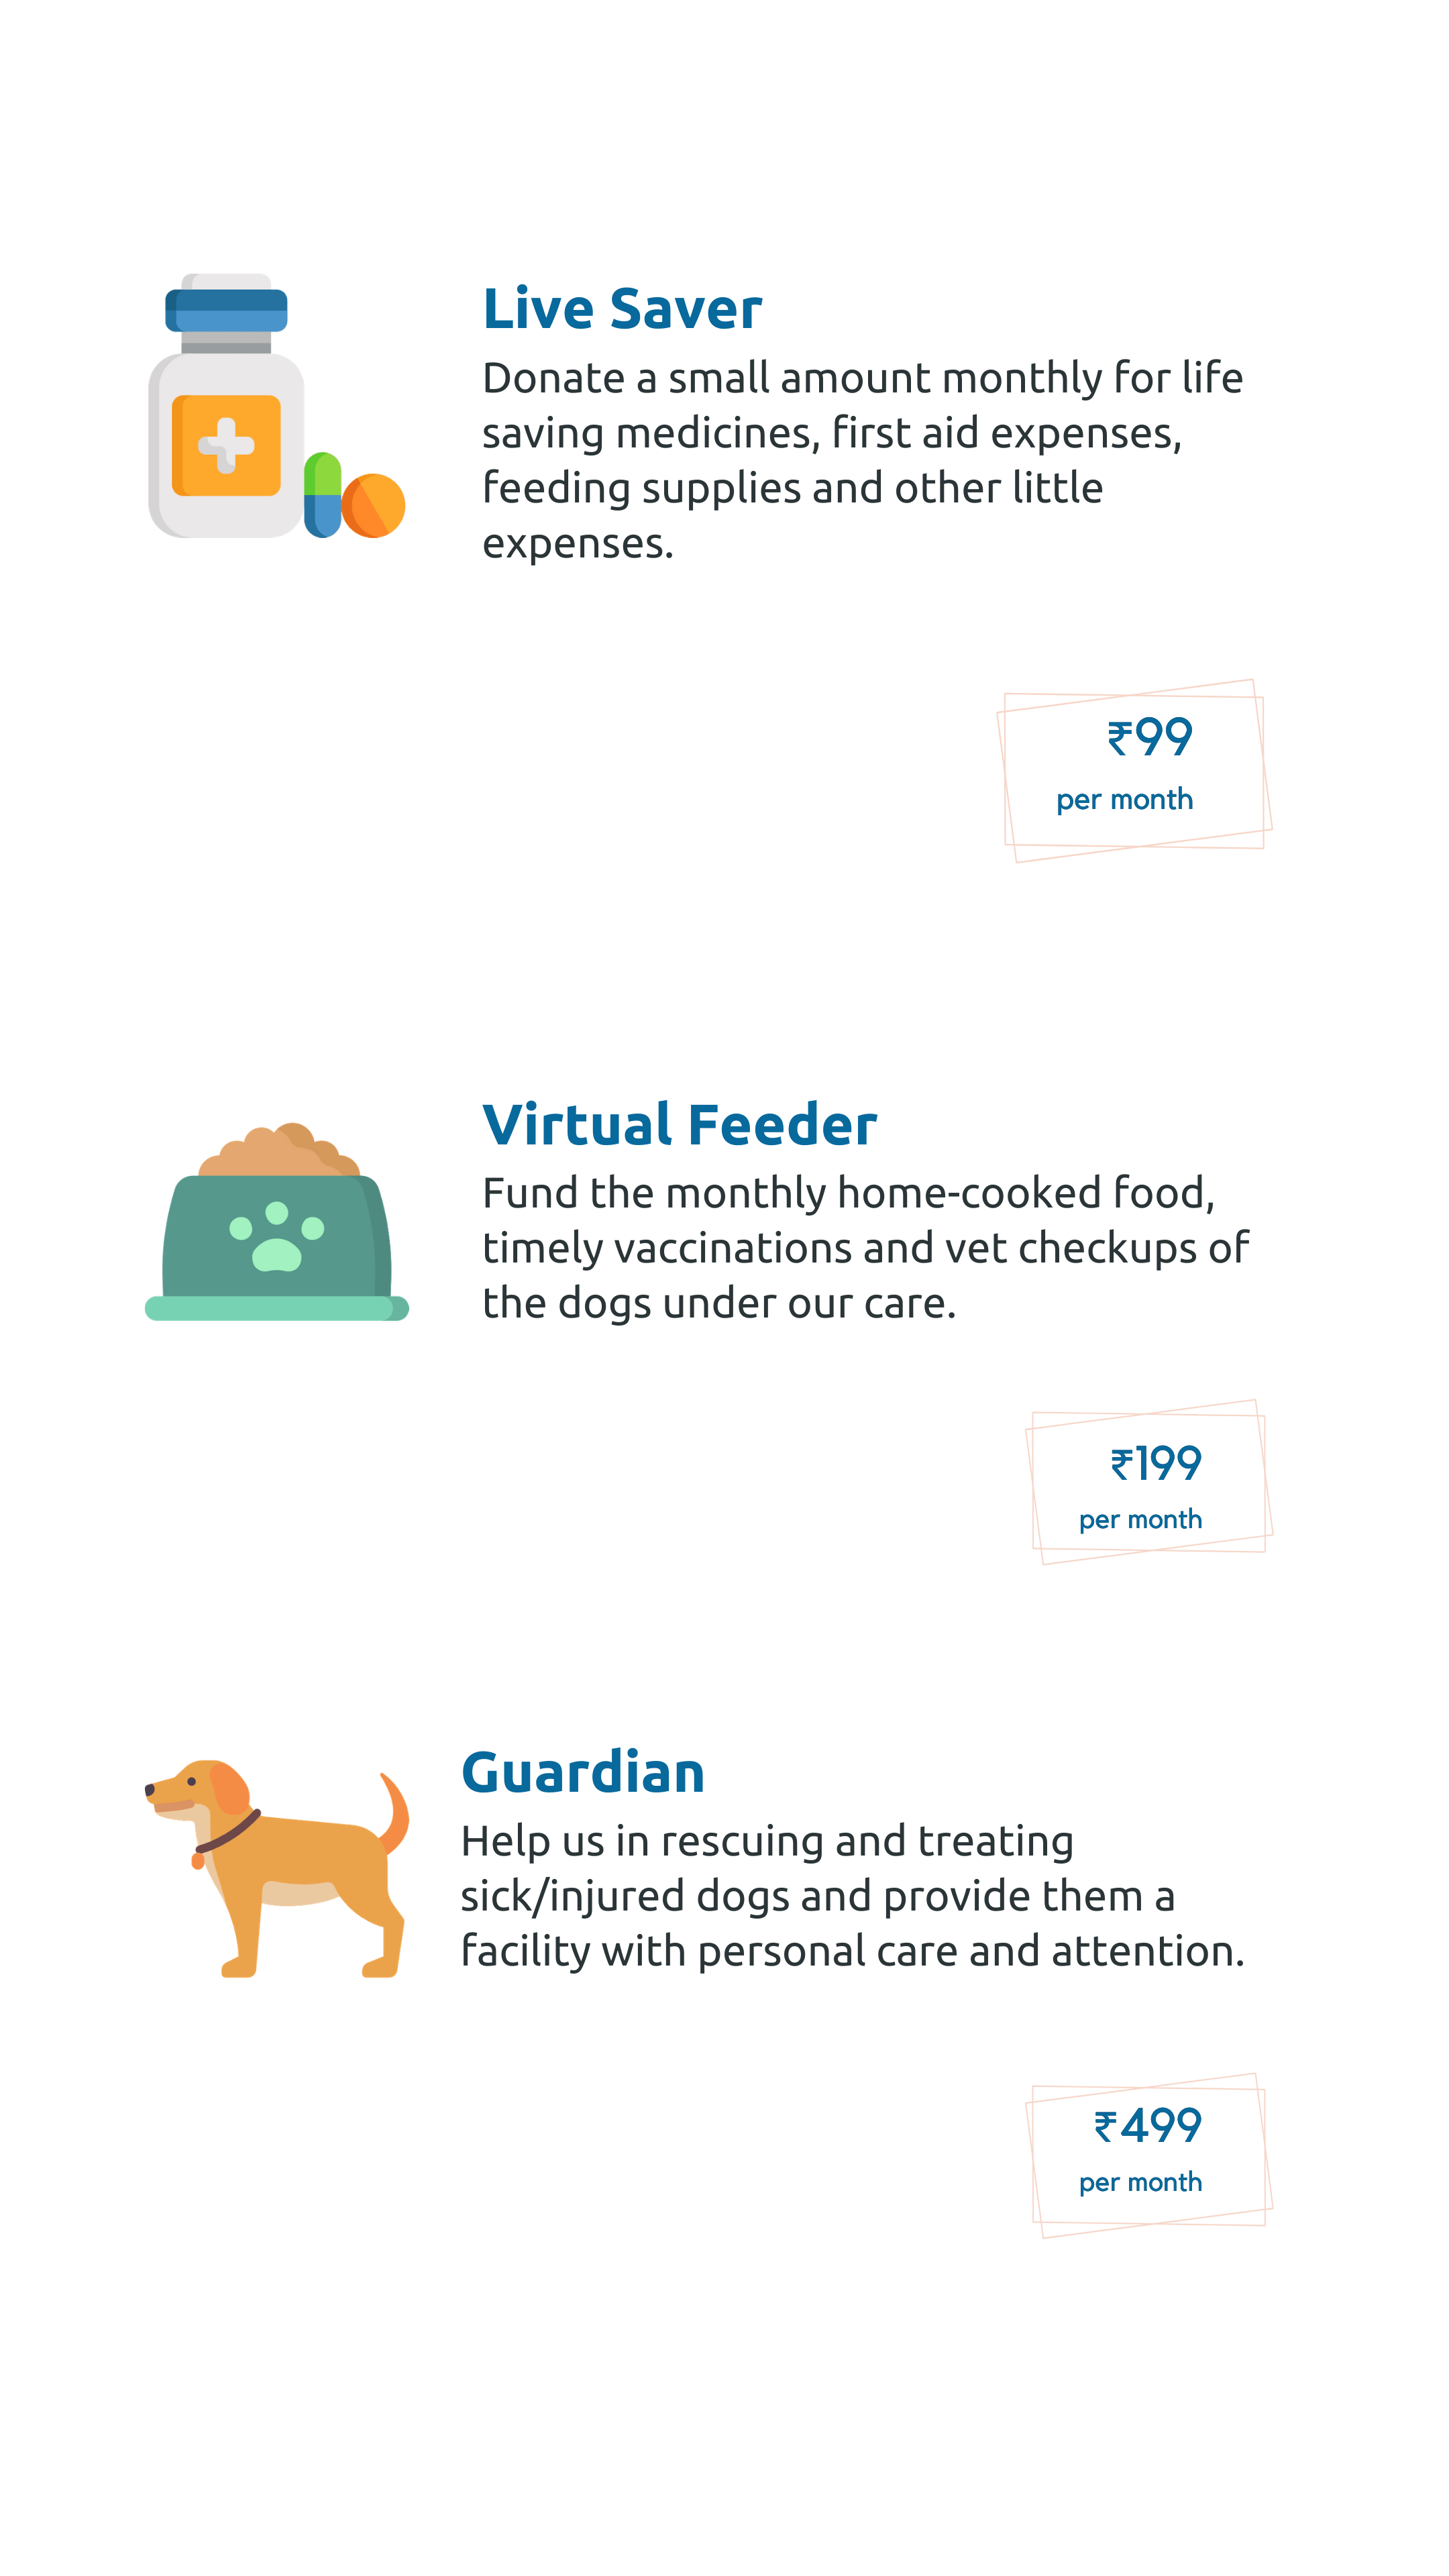 Live Saver
Donate a small amount monthly for life
saving medicines, first aid expenses,
feeding supplies and other little
expenses.
₹99
per month
Virtual Feeder
Fund the monthly home-cooked food,
timely vaccinations and vet checkups of
the dogs under our care.
₹199
per month
Guardian
Help us in rescuing and treating
sick/injured dogs and provide them a
facility with personal care and attention.
₹499
per month